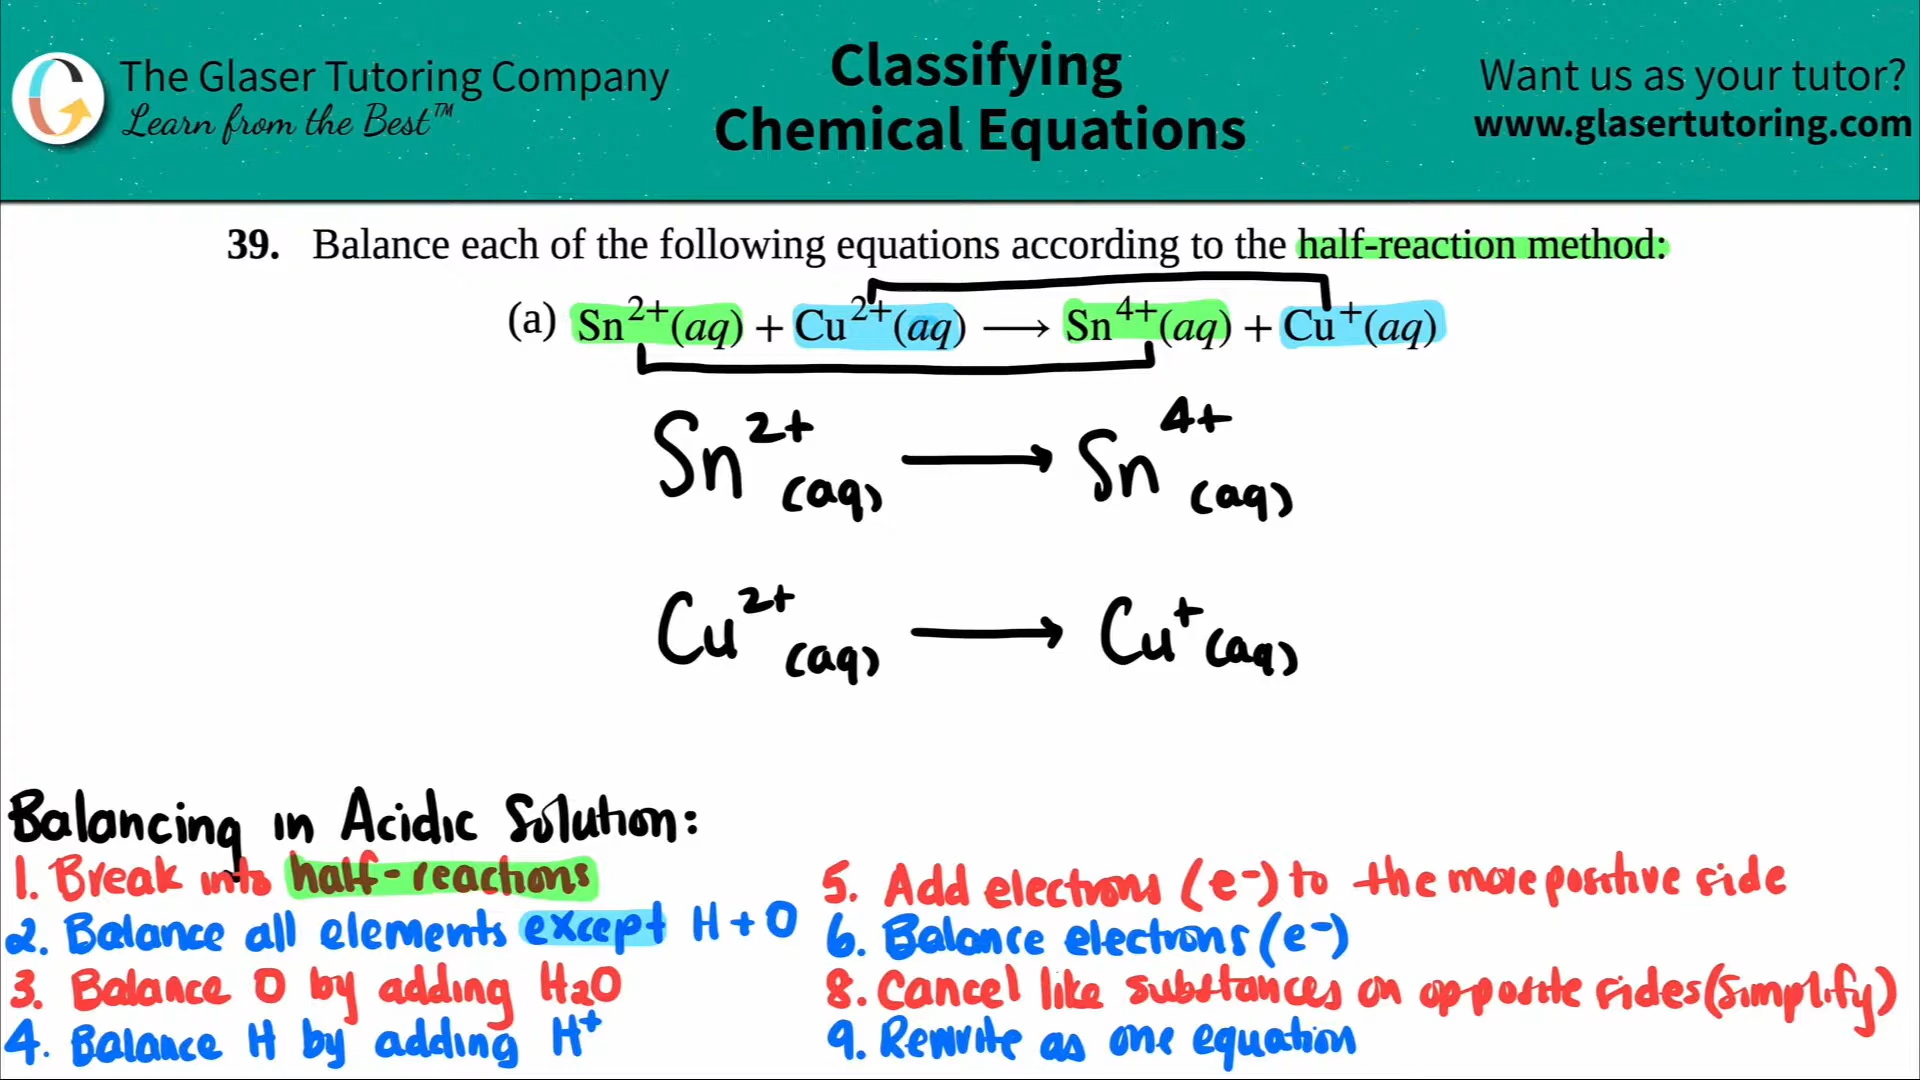 The Glaser Tutoring Company
Learn from the Best™
Classifying
Chemical Equations
Want us as your tutor?
www.glasertutoring.com
39. Balance each of the following equations according to the half-reaction method:
(a) Sn²⁺(aq) + Cu²⁺(aq) ⟶ Sn⁴⁺(aq) + Cu⁺(aq)
Sn²⁺(aq) ⟶ Sn⁴⁺(aq)
Cu²⁺(aq) ⟶ Cu⁺(aq)
Balancing in Acidic Solution:
1. Break into half-reactions
2. Balance all elements except H + O
3. Balance O by adding H₂O
4. Balance H by adding H⁺
5. Add electrons (e⁻) to the more positive side
6. Balance electrons (e⁻)
8. Cancel like substances on opposite sides (simplify)
9. Rewrite as one equation